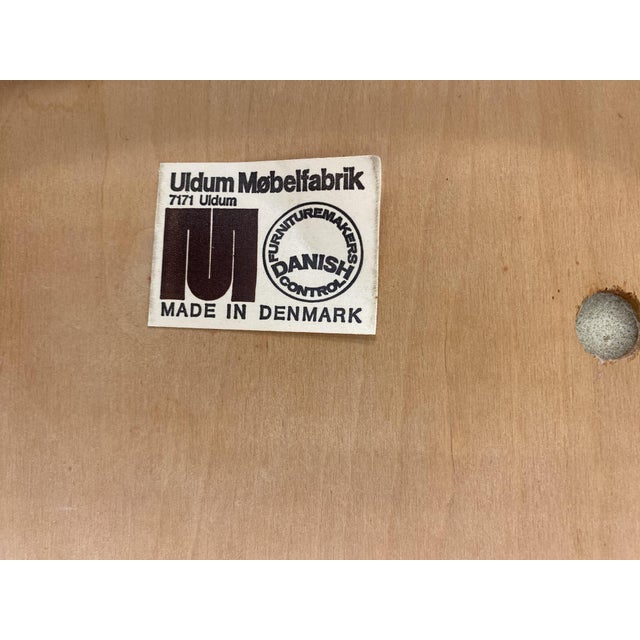 Uldum Møbelfabrik
7171 Uldum
FURNITUREMAKERS
DANISH
CONTROL
MADE IN DENMARK